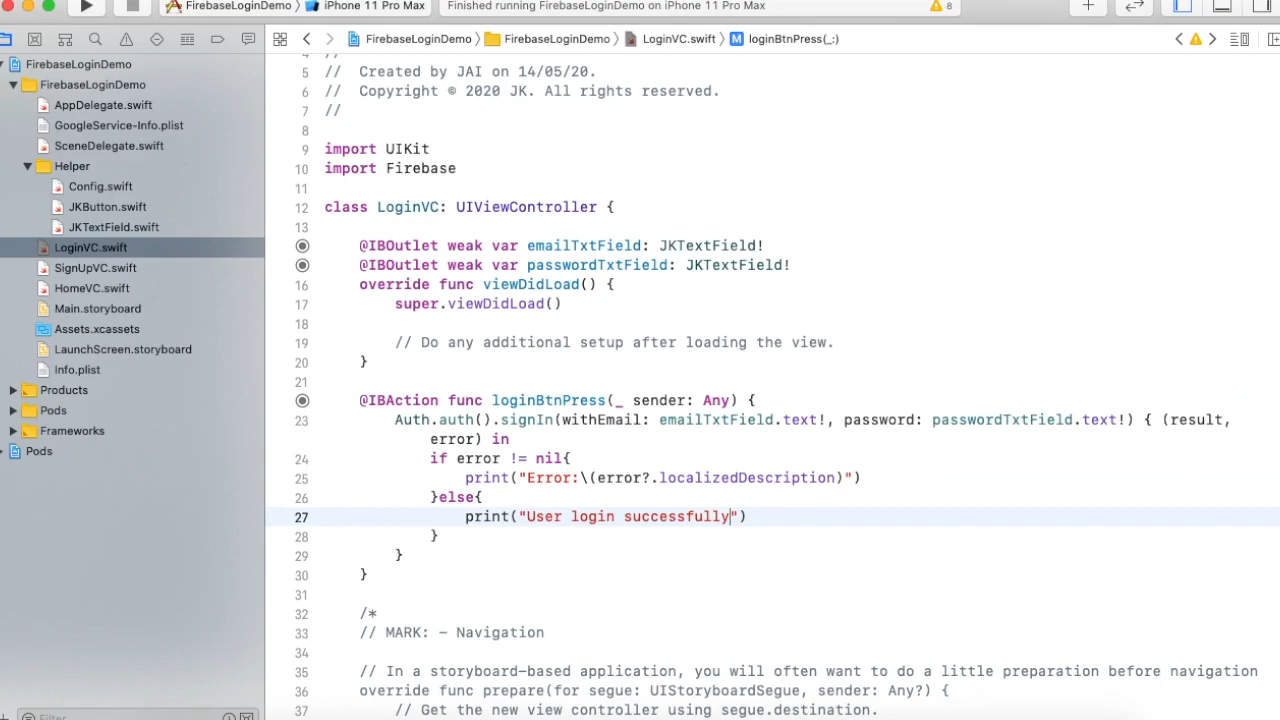 FirebaseLoginDemo › iPhone 11 Pro Max
Finished running FirebaseLoginDemo on iPhone 11 Pro Max
8
FirebaseLoginDemo › FirebaseLoginDemo › LoginVC.swift › M loginBtnPress(_:)
FirebaseLoginDemo
FirebaseLoginDemo
AppDelegate.swift
GoogleService-Info.plist
SceneDelegate.swift
Helper
Config.swift
JKButton.swift
JKTextField.swift
LoginVC.swift
SignUpVC.swift
HomeVC.swift
Main.storyboard
Assets.xcassets
LaunchScreen.storyboard
Info.plist
Products
Pods
Frameworks
Pods
Filter
4 //
5 // Created by JAI on 14/05/20.
6 // Copyright © 2020 JK. All rights reserved.
7 //
8
9 import UIKit
10 import Firebase
11
12 class LoginVC: UIViewController {
13
@IBOutlet weak var emailTxtField: JKTextField!
@IBOutlet weak var passwordTxtField: JKTextField!
16 override func viewDidLoad() {
17 super.viewDidLoad()
18
19 // Do any additional setup after loading the view.
20 }
21
@IBAction func loginBtnPress(_ sender: Any) {
23 Auth.auth().signIn(withEmail: emailTxtField.text!, password: passwordTxtField.text!) { (result,
error) in
24 if error != nil{
25 print("Error:\(error?.localizedDescription)")
26 }else{
27 print("User login successfully")
28 }
29 }
30 }
31
32 /*
33 // MARK: - Navigation
34
35 // In a storyboard-based application, you will often want to do a little preparation before navigation
36 override func prepare(for segue: UIStoryboardSegue, sender: Any?) {
37 // Get the new view controller using segue.destination.